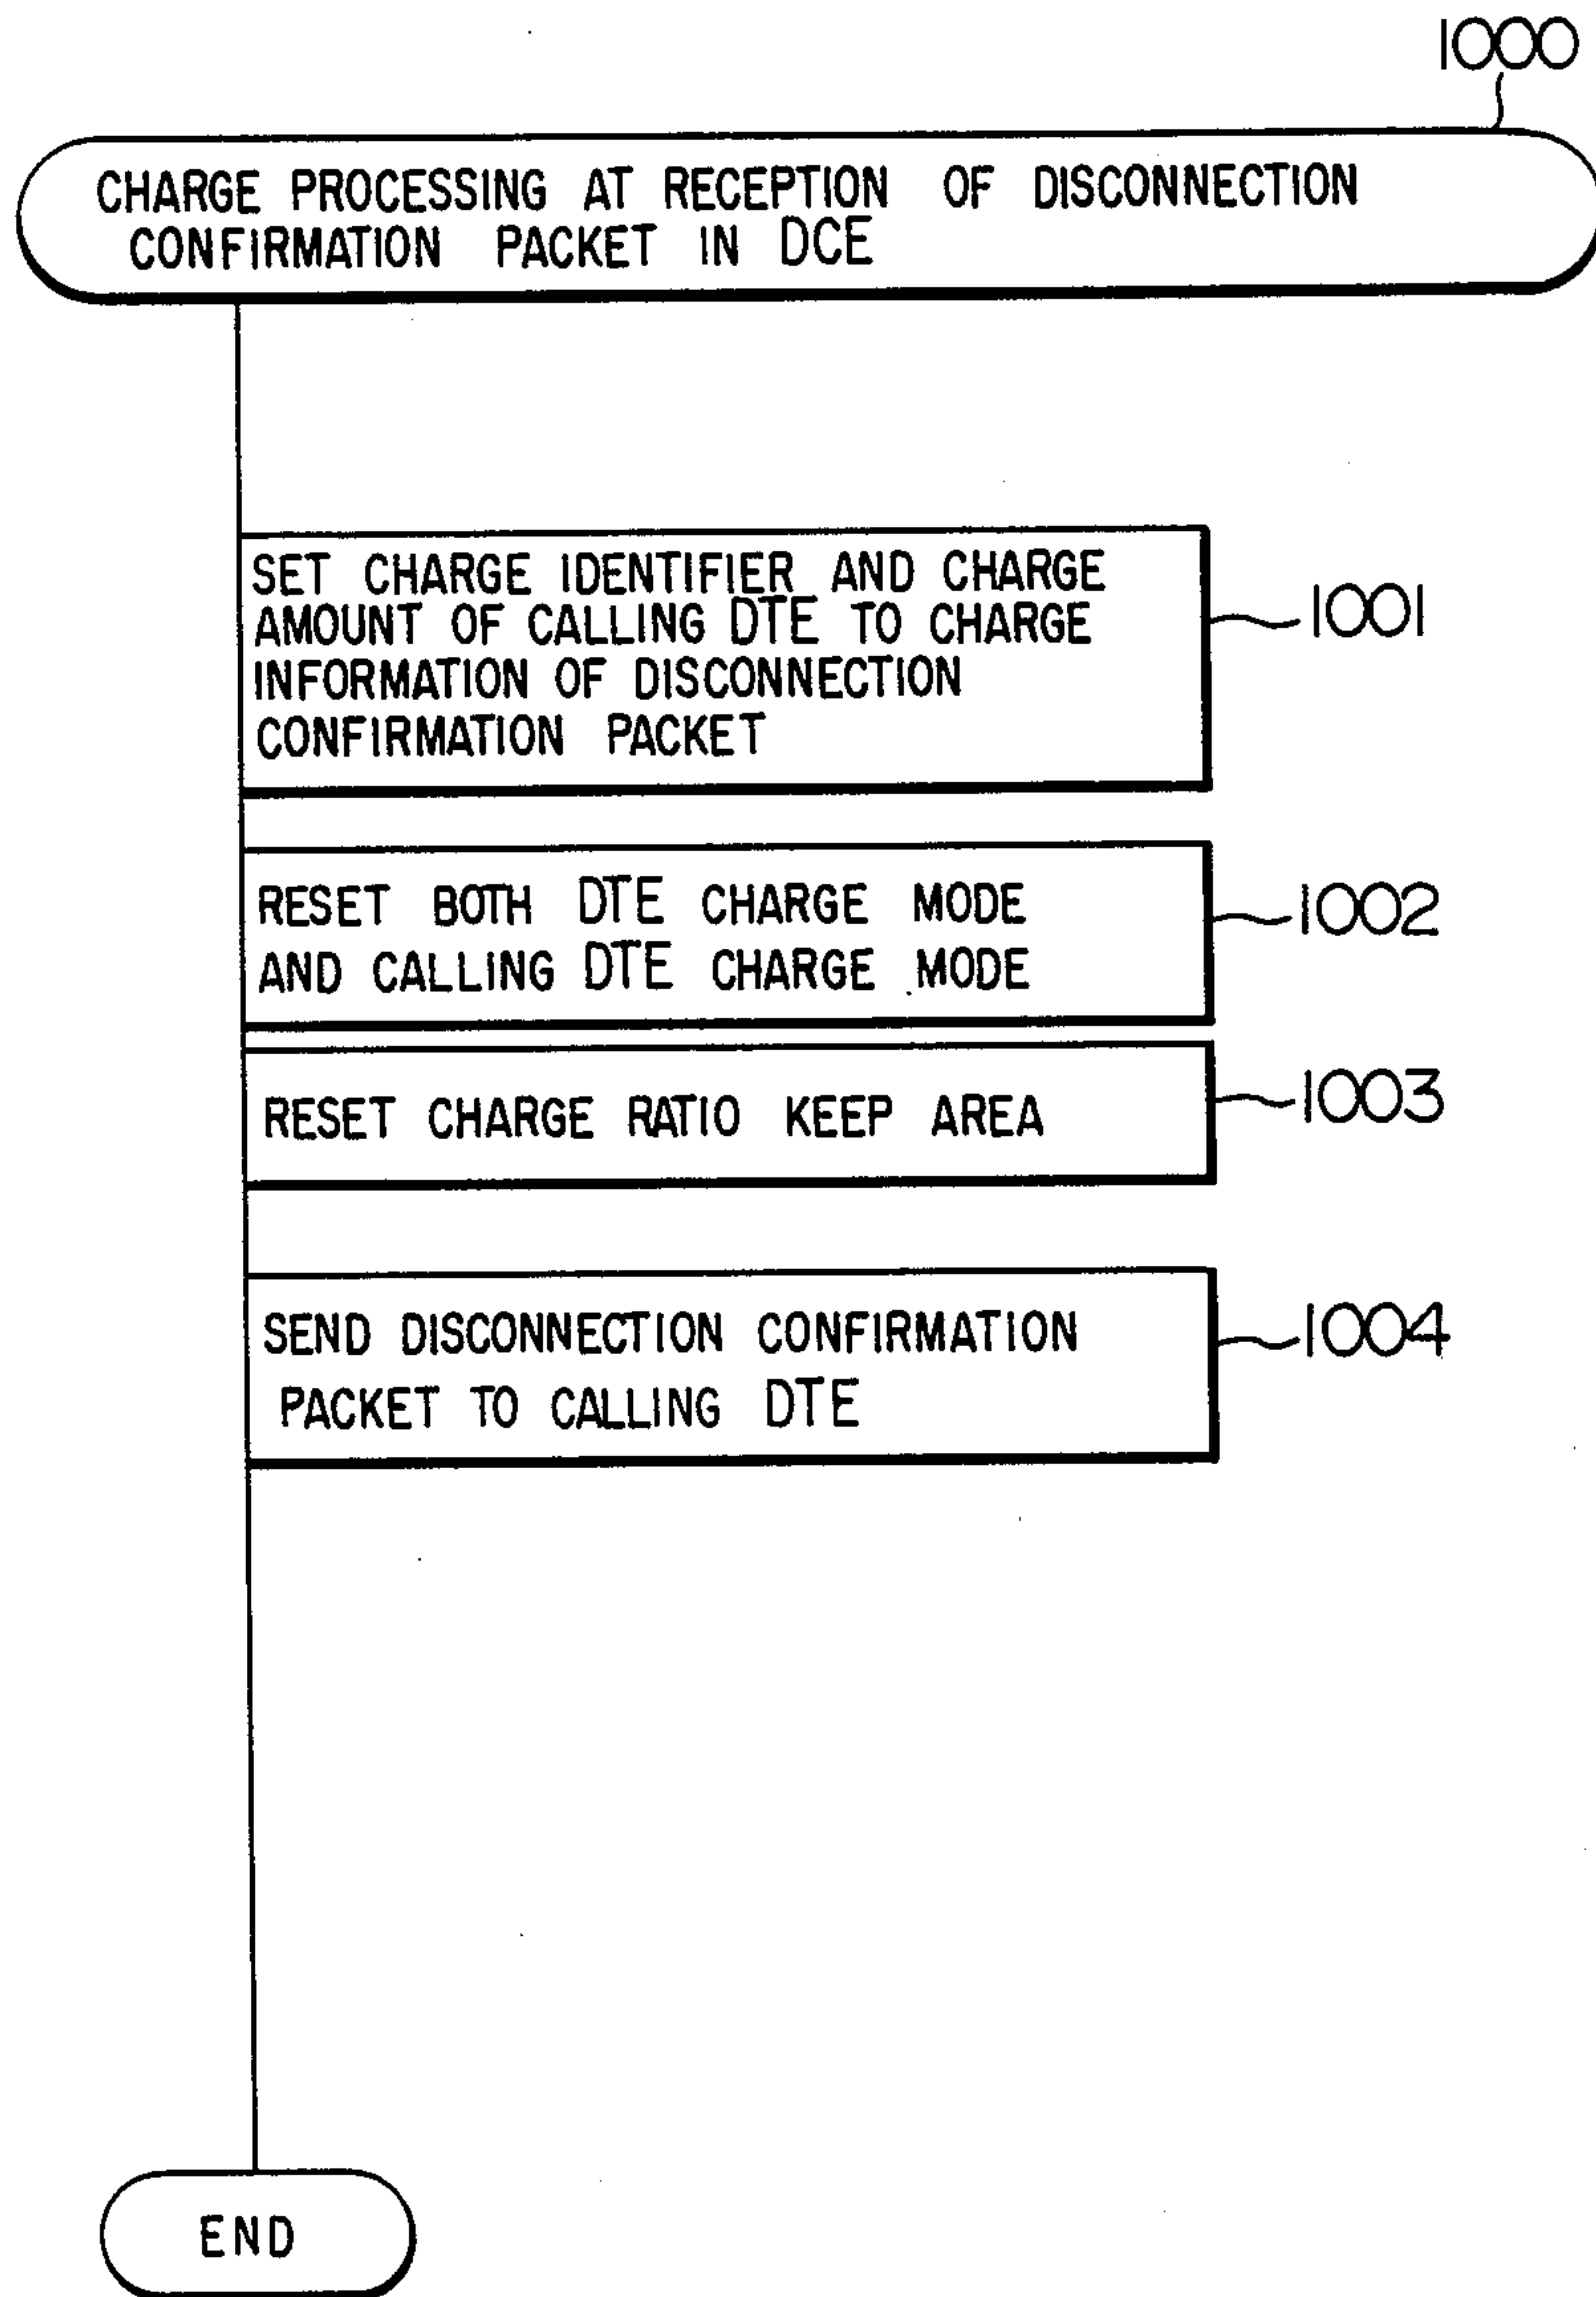 1000
CHARGE PROCESSING AT RECEPTION OF DISCONNECTION
CONFIRMATION PACKET IN DCE
SET CHARGE IDENTIFIER AND CHARGE
AMOUNT OF CALLING DTE TO CHARGE
INFORMATION OF DISCONNECTION
CONFIRMATION PACKET
1001
RESET BOTH DTE CHARGE MODE
AND CALLING DTE CHARGE MODE
1002
RESET CHARGE RATIO KEEP AREA
1003
SEND DISCONNECTION CONFIRMATION
PACKET TO CALLING DTE
1004
END